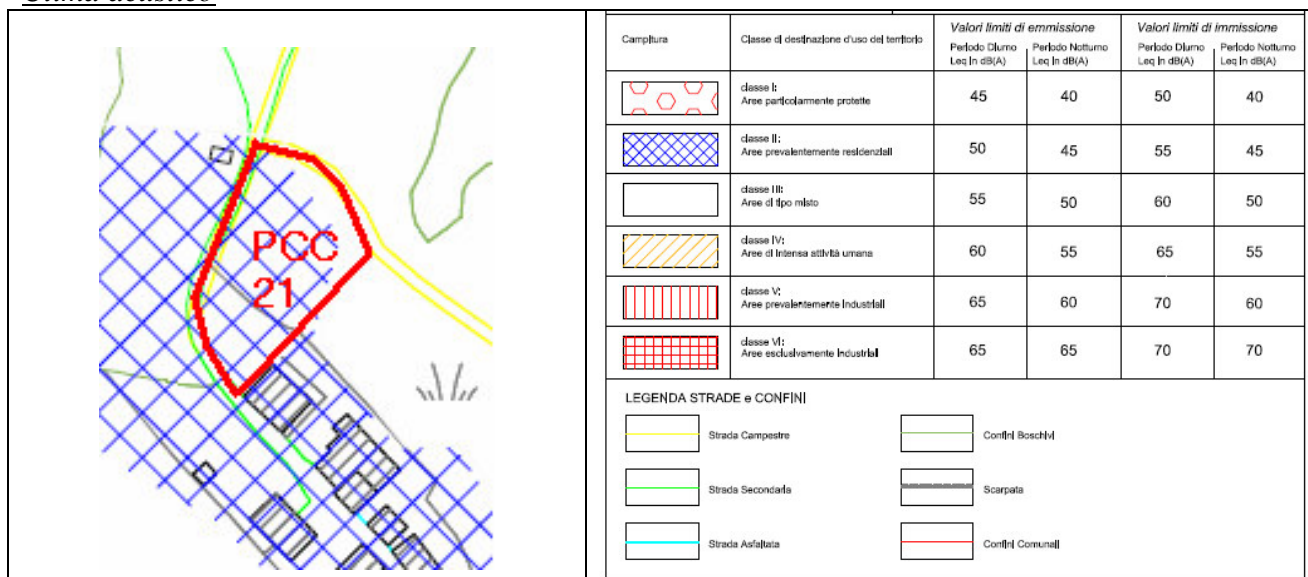 Clima acustico
PCC
21
Campitura
Classe di destinazione d'uso del territorio
Valori limiti di emmissione
Valori limiti di immissione
Periodo Diurno
Leq in dB(A)
Periodo Notturno
Leq in dB(A)
Periodo Diurno
Leq in dB(A)
Periodo Notturno
Leq in dB(A)
classe I:
Aree particolarmente protette
45 40 50 40
classe II:
Aree prevalentemente residenziali
50 45 55 45
classe III:
Aree di tipo misto
55 50 60 50
classe IV:
Aree di intensa attività umana
60 55 65 55
classe V:
Aree prevalentemente industriali
65 60 70 60
classe VI:
Aree esclusivamente industriali
65 65 70 70
LEGENDA STRADE e CONFINI
Strada Campestre
Confini Boschivi
Strada Secondaria
Scarpata
Strada Asfaltata
Confini Comunali